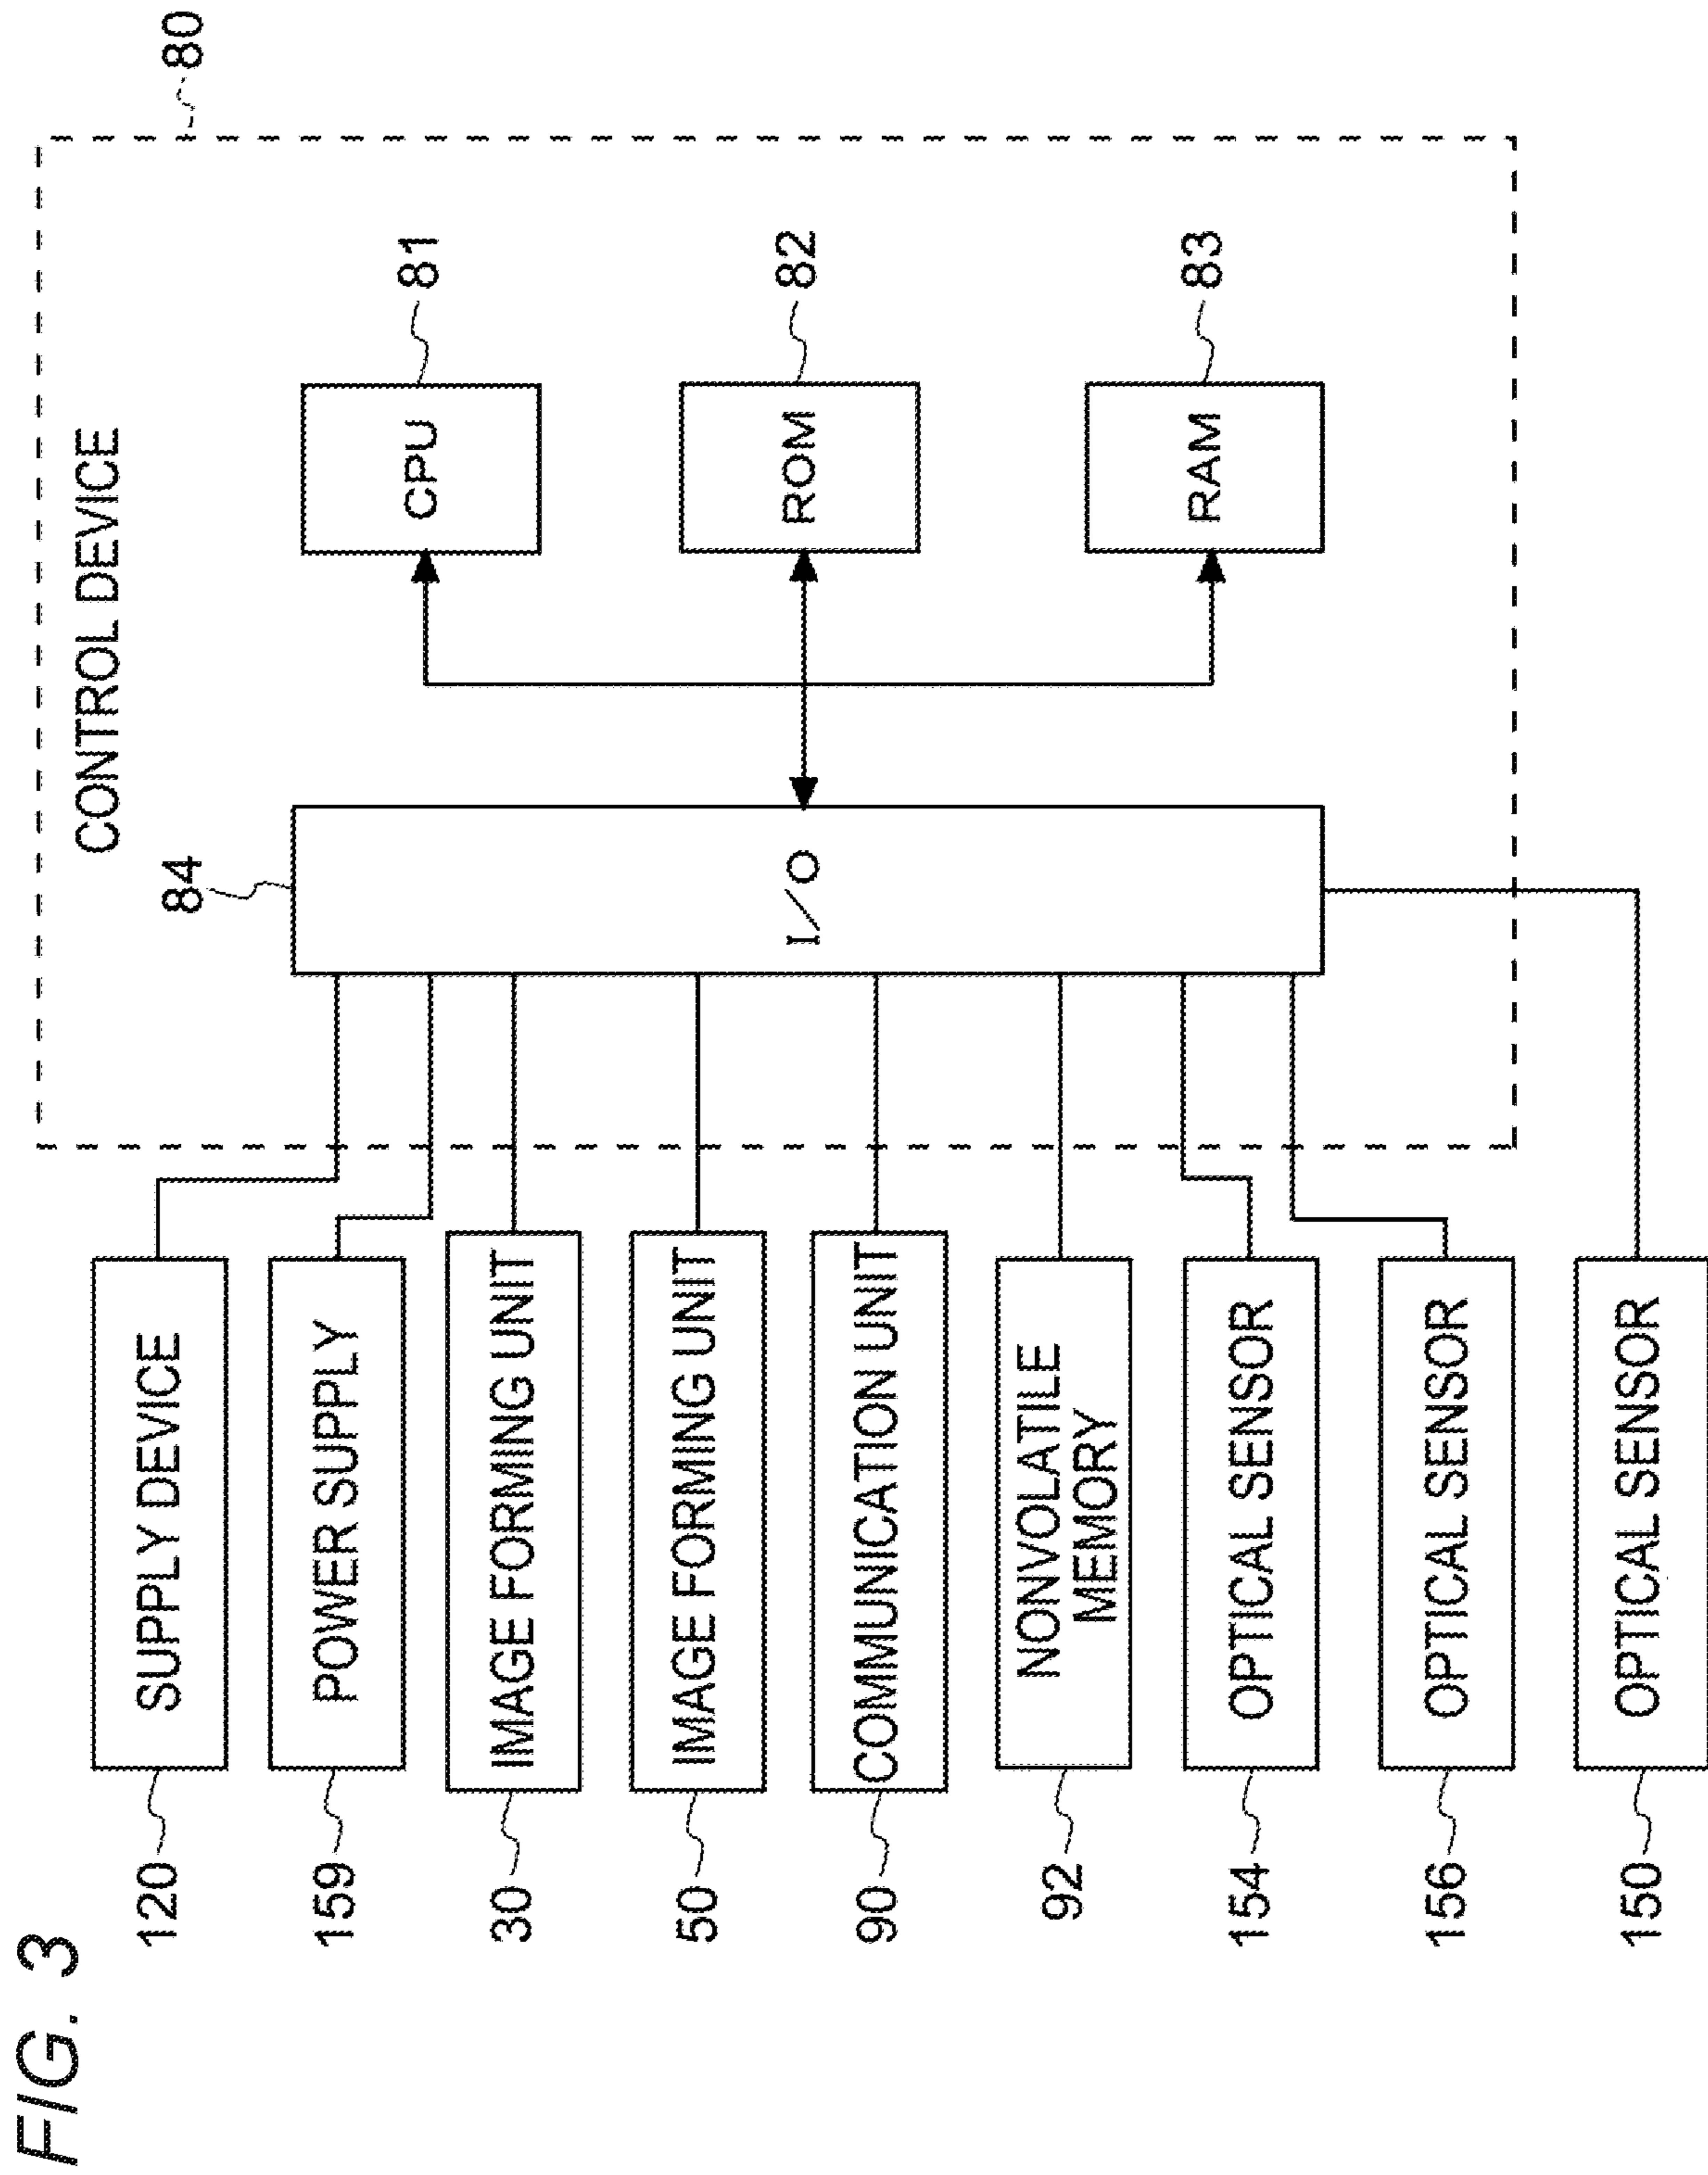 FIG. 3
120
SUPPLY DEVICE
159
POWER SUPPLY
30
IMAGE FORMING UNIT
50
IMAGE FORMING UNIT
90
COMMUNICATION UNIT
92
NONVOLATILE
MEMORY
154
OPTICAL SENSOR
156
OPTICAL SENSOR
150
OPTICAL SENSOR
CONTROL DEVICE
80
84
I/O
CPU
81
ROM
82
RAM
83